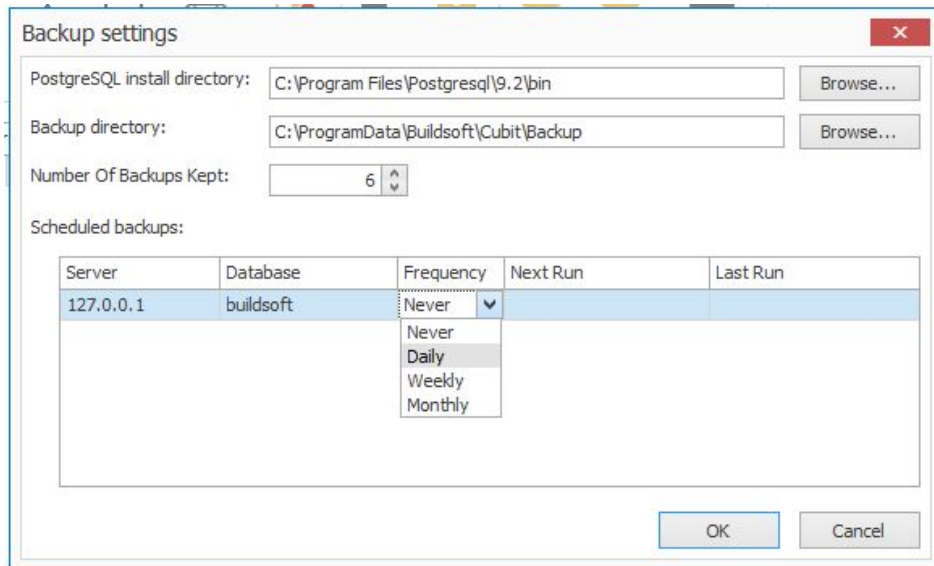 Backup settings
PostgreSQL install directory: C:\Program Files\Postgresql\9.2\bin Browse...
Backup directory: C:\ProgramData\Buildsoft\Cubit\Backup Browse...
Number Of Backups Kept: 6
Scheduled backups:
Server Database Frequency Next Run Last Run
127.0.0.1 buildsoft Never
Never
Daily
Weekly
Monthly
OK Cancel